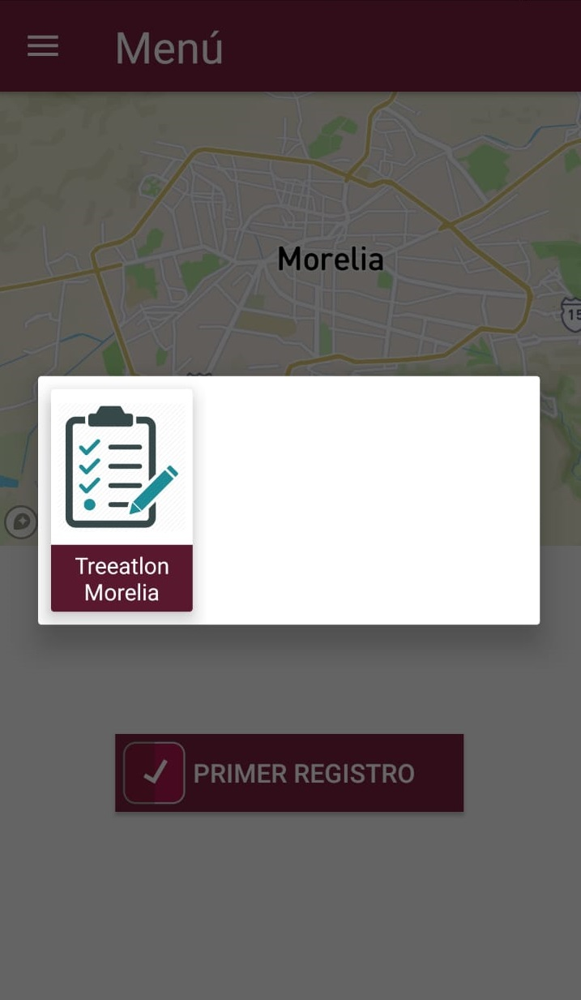 Menú
Morelia
15
Treeatlon
Morelia
PRIMER REGISTRO